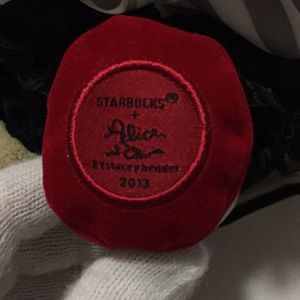 STARBUCKS®
+
Alice
BY stacey bendet
2013